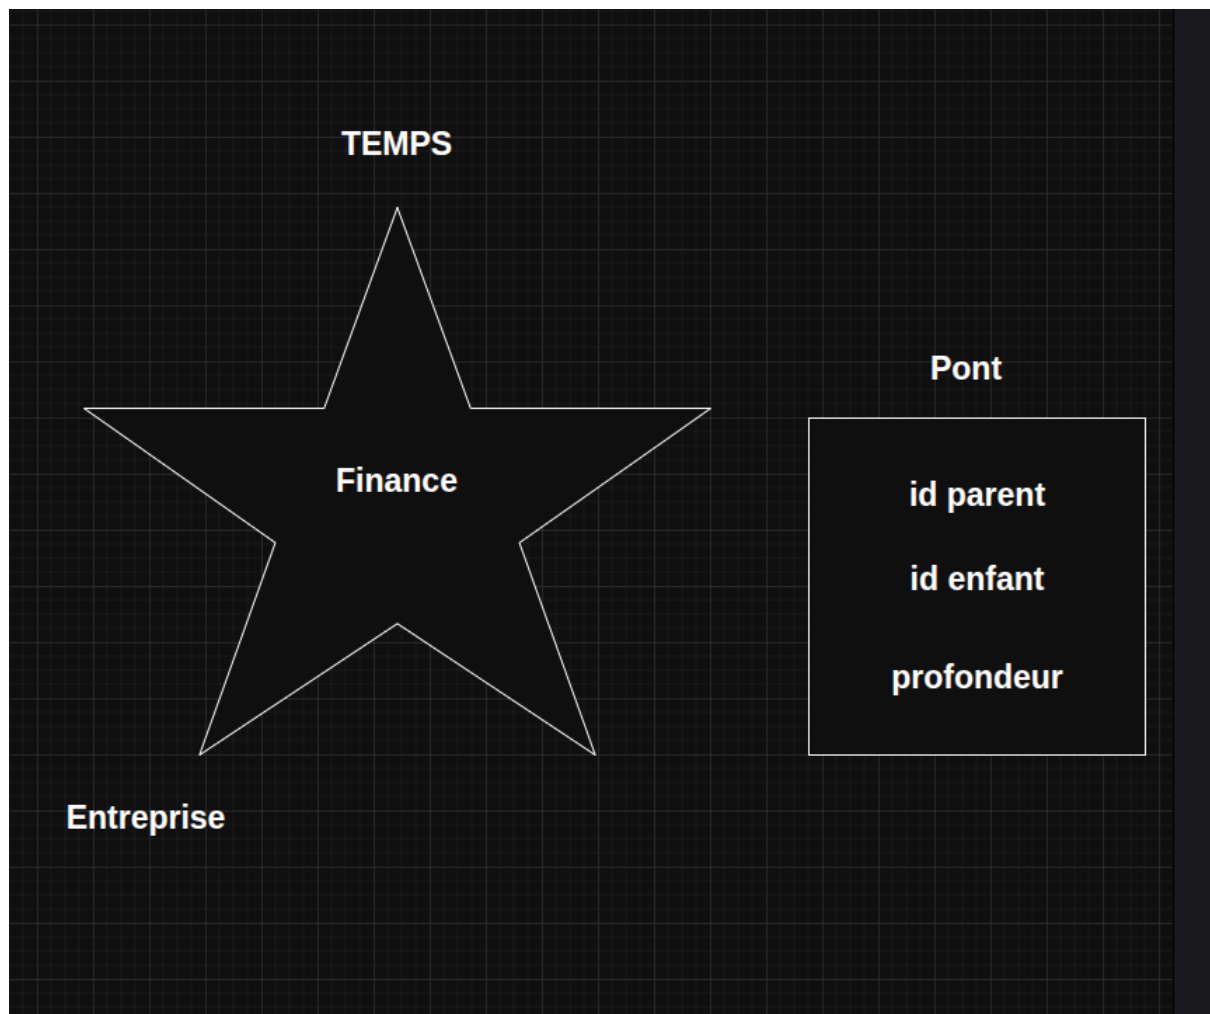 TEMPS
Finance
Entreprise
Pont
id parent
id enfant
profondeur